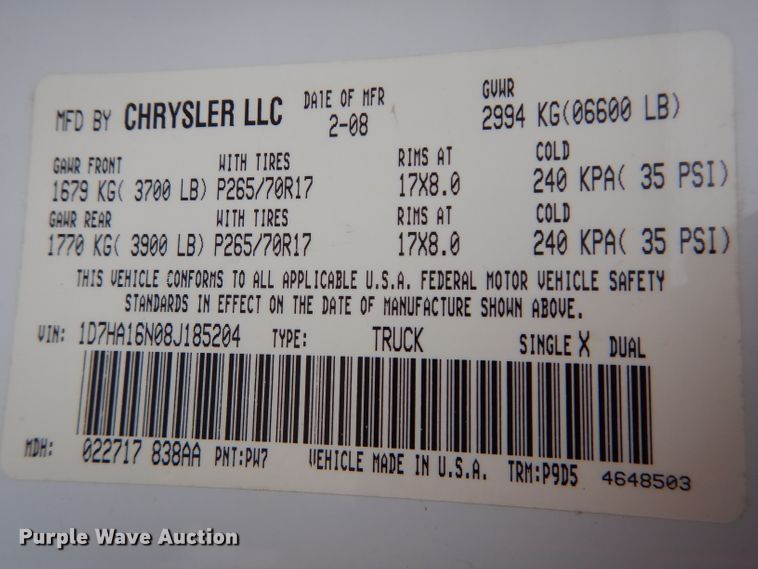 MFD BY CHRYSLER LLC DATE OF MFR 2-08 GVWR 2994 KG(06600 LB)
GAWR FRONT WITH TIRES RIMS AT COLD
1679 KG( 3700 LB) P265/70R17 17X8.0 240 KPA( 35 PSI)
GAWR REAR WITH TIRES RIMS AT COLD
1770 KG( 3900 LB) P265/70R17 17X8.0 240 KPA( 35 PSI)
THIS VEHICLE CONFORMS TO ALL APPLICABLE U.S.A. FEDERAL MOTOR VEHICLE SAFETY
STANDARDS IN EFFECT ON THE DATE OF MANUFACTURE SHOWN ABOVE.
VIN: 1D7HA16N08J185204 TYPE: TRUCK SINGLE X DUAL
MDH: 022717 838AA PNT:PW7 VEHICLE MADE IN U.S.A. TRM:P9D5 4648503
Purple Wave Auction